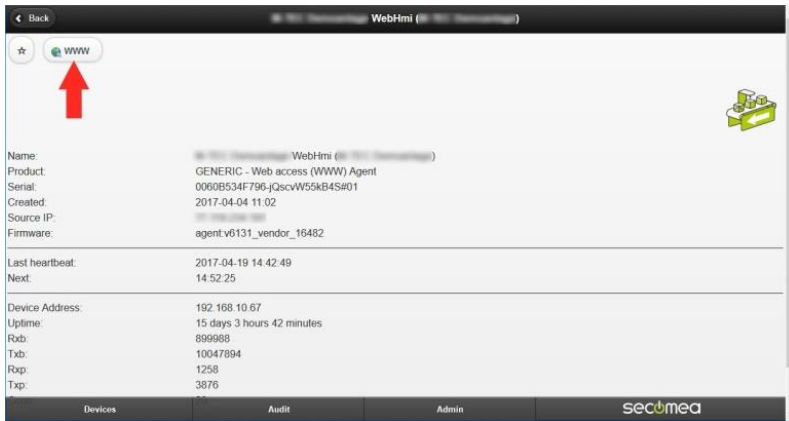 Back
WebHmi (
)
☆
WWW
Name: WebHmi ( )
Product: GENERIC - Web access (WWW) Agent
Serial: 0060B534F796-jQscvW55kB4S#01
Created: 2017-04-04 11:02
Source IP:
Firmware: agent:v6131_vendor_16482
Last heartbeat: 2017-04-19 14:42:49
Next: 14:52:25
Device Address: 192.168.10.67
Uptime: 15 days 3 hours 42 minutes
Rxb: 899988
Txb: 10047894
Rxp: 1258
Txp: 3876
Devices Audit Admin secomea